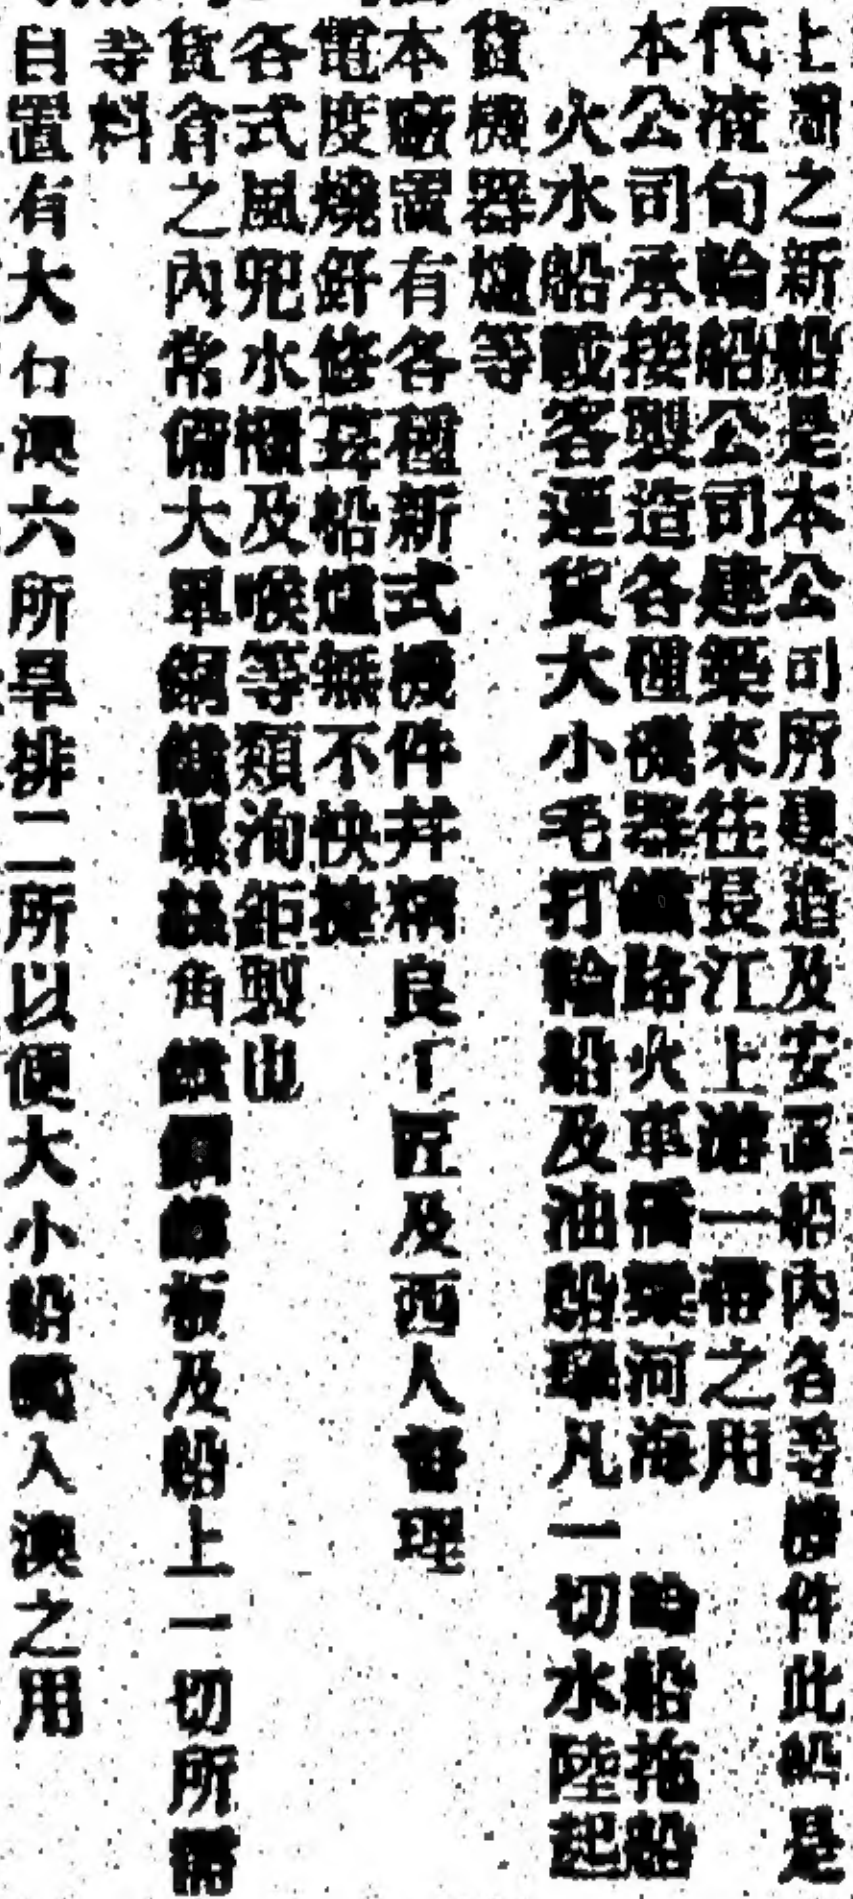 上圖之新船是本公司所建造及安置船內各等機件此船是
代渣甸輪船公司建築來往長江上游一帶之用
本公司承接製造各種機器鐵路火車橋樑河海 輪船拖船
火水船載客運貨大小毛打輪船及油船塢凡一切水陸起
貨機器爐等
本廠置有各種新式機件并精良工匠及西人督理
電度燒釬修葺船爐無不快捷
各式風兜水櫃及喉等類洵鉅製也
貨倉之內常備大單銅鐵螺絲角鐵鋼鐵板及船上一切所需
等料
自置有大石澳六所旱排二所以便大小船隻入澳之用